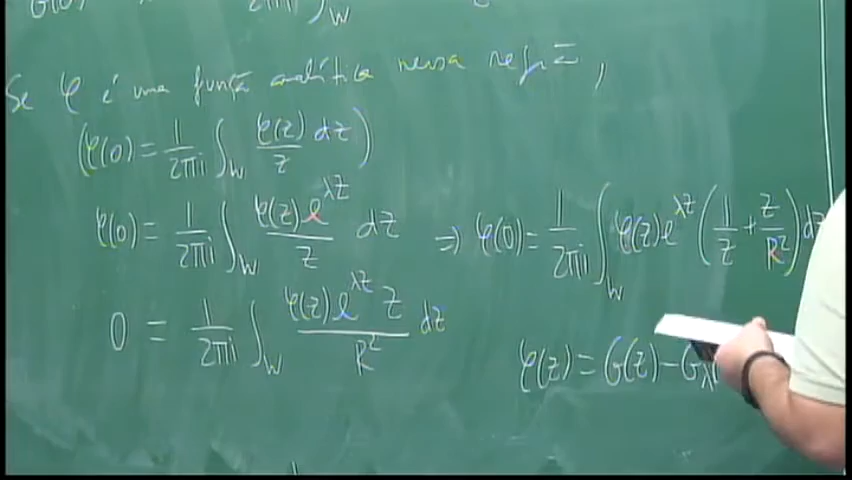 Se φ é uma função analítica nessa região,
(φ(0) = 1/2πi ∫_W φ(z)/z dz)
φ(0) = 1/2πi ∫_W φ(z)e^{λz}/z dz ⇒ φ(0) = 1/2πi ∫_W φ(z)e^{λz} (1/z + z/R²) dz
0 = 1/2πi ∫_W φ(z)e^{λz} z/R² dz
φ(z) = G(z) − G_λ